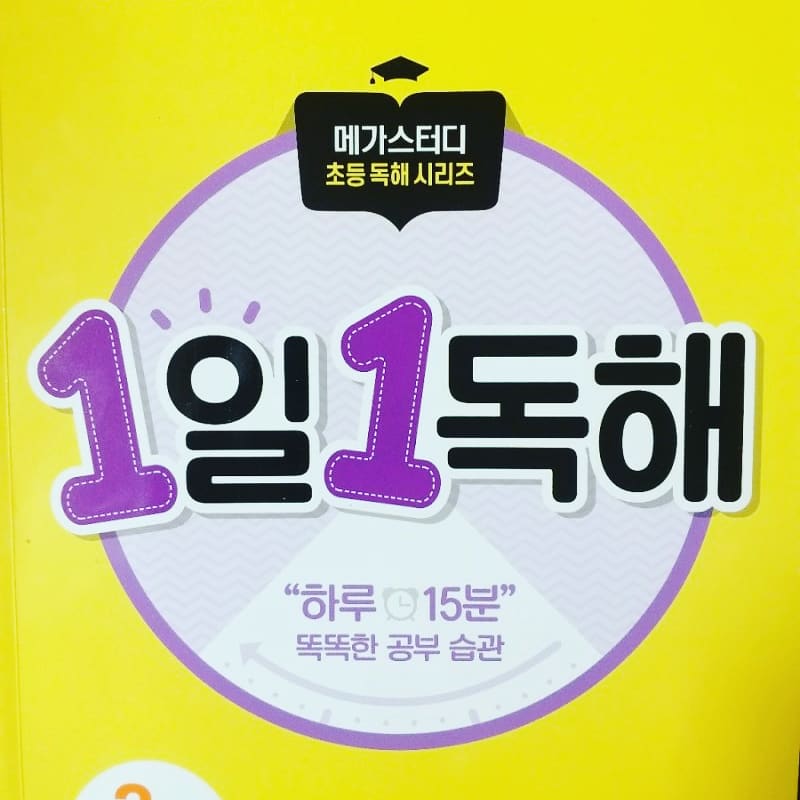 메가스터디
초등 독해 시리즈
1일 1독해
“하루 15분”
똑똑한 공부 습관